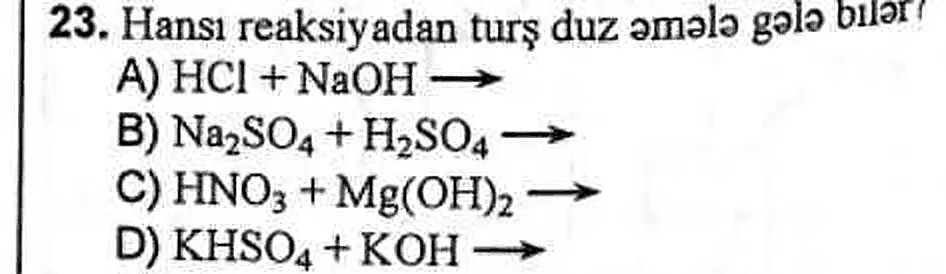 23. Hansı reaksiyadan turş duz əmələ gələ bilər?
A) HCl + NaOH ⟶
B) Na₂SO₄ + H₂SO₄ ⟶
C) HNO₃ + Mg(OH)₂ ⟶
D) KHSO₄ + KOH ⟶